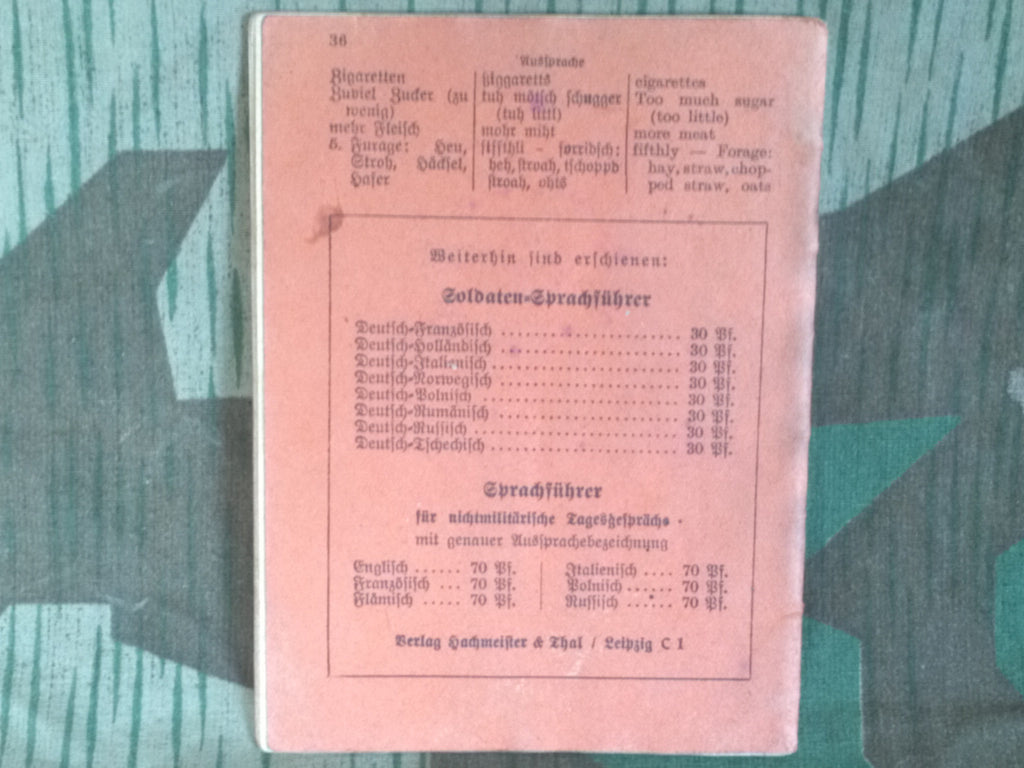 36
Aussprache
Zigaretten | ßiggaretts | cigarettes
Zuviel Zucker (zu | tuh mötsch schugger | Too much sugar
wenig) | (tuh littl) | (too little)
mehr Fleisch | mohr miht | more meat
5. Furage: Heu, | fifthli - forridsch: | fifthly — Forage:
Stroh, Häcksel, | heh, stroah, tschoppd | hay, straw, chop-
Hafer | stroah, ohts | ped straw, oats
Weiterhin sind erschienen:
Soldaten-Sprachführer
Deutsch-Französisch .......................... 30 Pf.
Deutsch-Holländisch .......................... 30 Pf.
Deutsch-Italienisch .......................... 30 Pf.
Deutsch-Norwegisch .......................... 30 Pf.
Deutsch-Polnisch .......................... 30 Pf.
Deutsch-Rumänisch .......................... 30 Pf.
Deutsch-Russisch .......................... 30 Pf.
Deutsch-Tschechisch .......................... 30 Pf.
Sprachführer
für nichtmilitärische Tagesgespräche
mit genauer Aussprachebezeichnung
Englisch ...... 70 Pf. | Italienisch .... 70 Pf.
Französisch ... 70 Pf. | Polnisch ...... 70 Pf.
Flämisch ..... 70 Pf. | Russisch ...... 70 Pf.
Verlag Hachmeister & Thal / Leipzig C 1